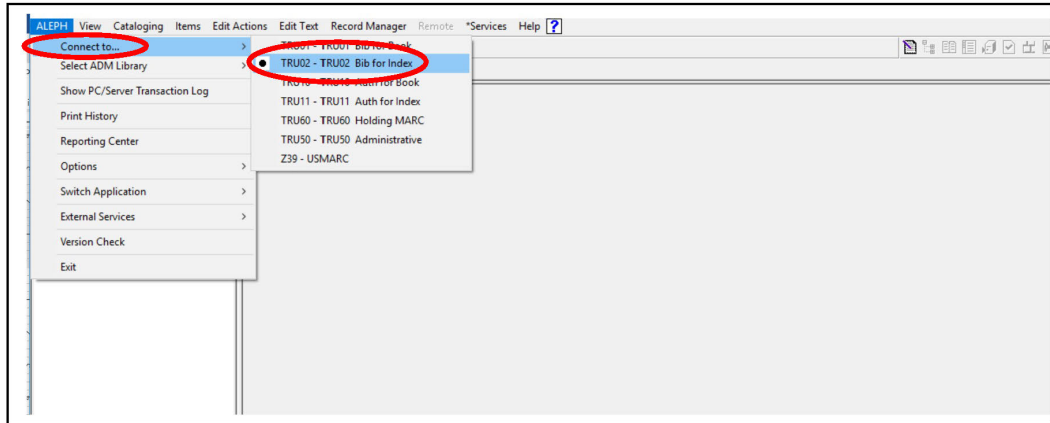 ALEPH View Cataloging Items Edit Actions Edit Text Record Manager Remote *Services Help ?
Connect to... >
Select ADM Library >
Show PC/Server Transaction Log
Print History
Reporting Center
Options >
Switch Application >
External Services >
Version Check
Exit
TRU01 - TRU01 Bib for Book
TRU02 - TRU02 Bib for Index
TRU10 - TRU10 Auth for Book
TRU11 - TRU11 Auth for Index
TRU60 - TRU60 Holding MARC
TRU50 - TRU50 Administrative
Z39 - USMARC